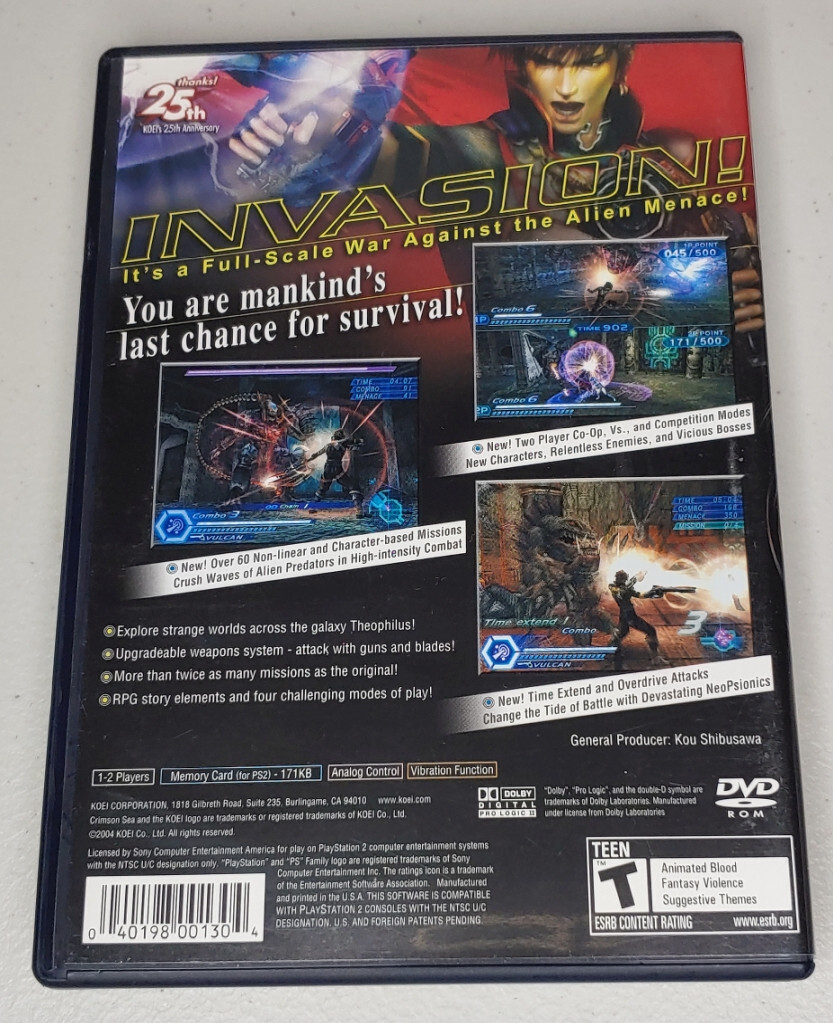 thanks!
25th
KOEI's 25th Anniversary
INVASION!
It's a Full-Scale War Against the Alien Menace!
You are mankind's
last chance for survival!
1P POINT
045/500
Combo 6
1P
TIME 902
2P POINT
171/500
Combo 6
2P
New! Two Player Co-Op, Vs., and Competition Modes
New Characters, Relentless Enemies, and Vicious Bosses
TIME 04:07
COMBO 81
MENACE 41
Combo 3
VULCAN
New! Over 60 Non-linear and Character-based Missions
Crush Waves of Alien Predators in High-intensity Combat
TIME 05:04
COMBO 168
MENACE 350
MISSION 0/4
Time extend!
Combo 3
VULCAN
New! Time Extend and Overdrive Attacks
Change the Tide of Battle with Devastating NeoPsionics
Explore strange worlds across the galaxy Theophilus!
Upgradeable weapons system - attack with guns and blades!
More than twice as many missions as the original!
RPG story elements and four challenging modes of play!
General Producer: Kou Shibusawa
1-2 Players Memory Card (for PS2) - 171KB Analog Control Vibration Function
KOEI CORPORATION, 1818 Gilbreth Road, Suite 235, Burlingame, CA 94010 www.koei.com
Crimson Sea and the KOEI logo are trademarks or registered trademarks of KOEI Co., Ltd.
©2004 KOEI Co., Ltd. All rights reserved.
DOLBY
DIGITAL
PRO LOGIC II
"Dolby", "Pro Logic", and the double-D symbol are
trademarks of Dolby Laboratories. Manufactured
under license from Dolby Laboratories
DVD
ROM
Licensed by Sony Computer Entertainment America for play on PlayStation 2 computer entertainment systems
with the NTSC U/C designation only. "PlayStation" and "PS" Family logo are registered trademarks of Sony
Computer Entertainment Inc. The ratings icon is a trademark
of the Entertainment Software Association. Manufactured
and printed in the U.S.A. THIS SOFTWARE IS COMPATIBLE
WITH PLAYSTATION 2 CONSOLES WITH THE NTSC U/C
DESIGNATION. U.S. AND FOREIGN PATENTS PENDING.
0 40198 00130 4
TEEN
T
TM
Animated Blood
Fantasy Violence
Suggestive Themes
ESRB CONTENT RATING www.esrb.org